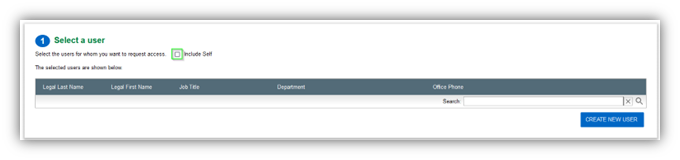 1 Select a user
Select the users for whom you want to request access. Include Self
The selected users are shown below
Legal Last Name Legal First Name Job Title Department Office Phone
Search:
CREATE NEW USER